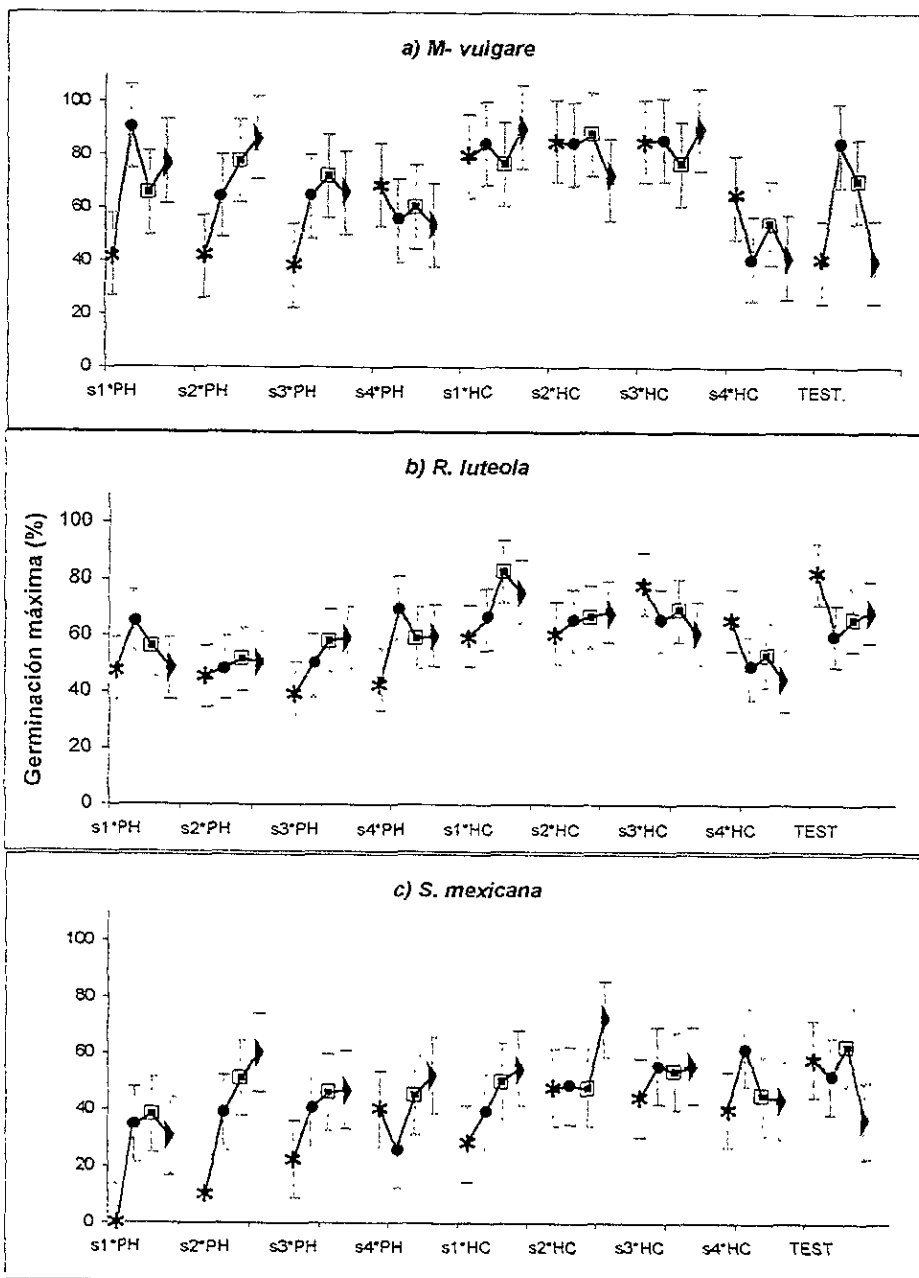 a) M- vulgare
100
80
60
40
20
0
s1*PH s2*PH s3*PH s4*PH s1*HC s2*HC s3*HC s4*HC TEST.
b) R. luteola
Germinación máxima (%)
100
80
60
40
20
0
s1*PH s2*PH s3*PH s4*PH s1*HC s2*HC s3*HC s4*HC TEST
c) S. mexicana
100
80
60
40
20
0
s1*PH s2*PH s3*PH s4*PH s1*HC s2*HC s3*HC s4*HC TEST